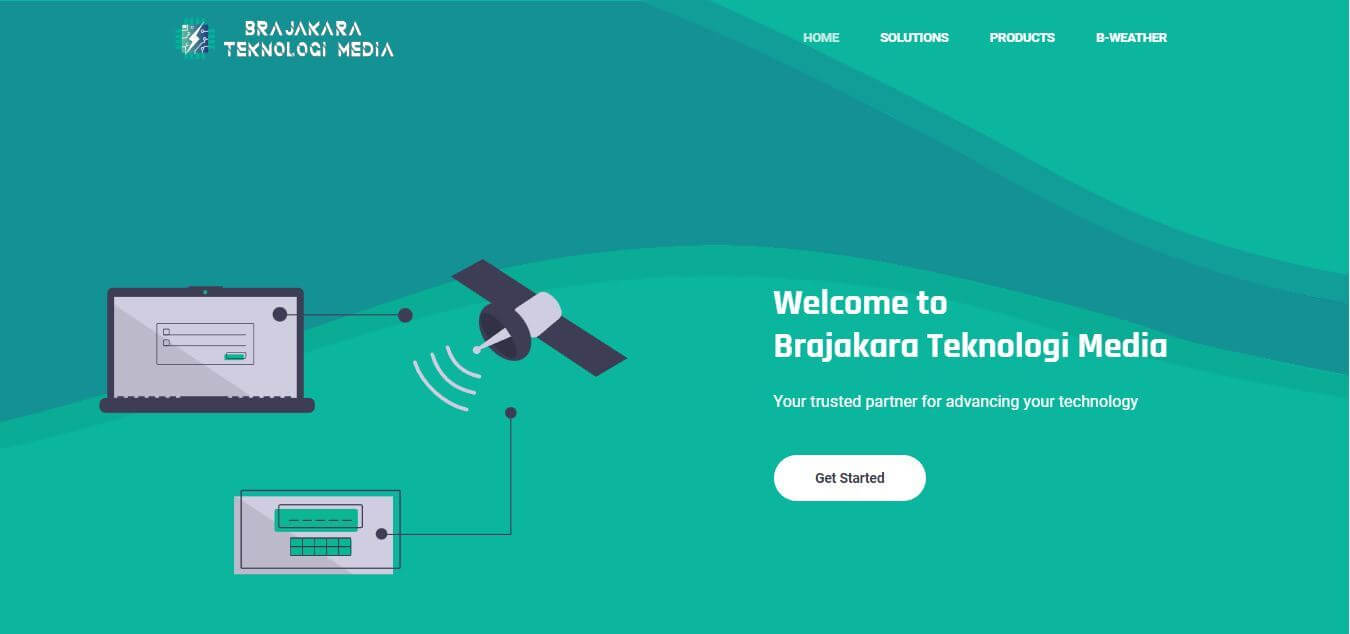 BRAJAKARA
TEKNOLOGI MEDIA
HOME SOLUTIONS PRODUCTS B-WEATHER
Welcome to
Brajakara Teknologi Media
Your trusted partner for advancing your technology
Get Started